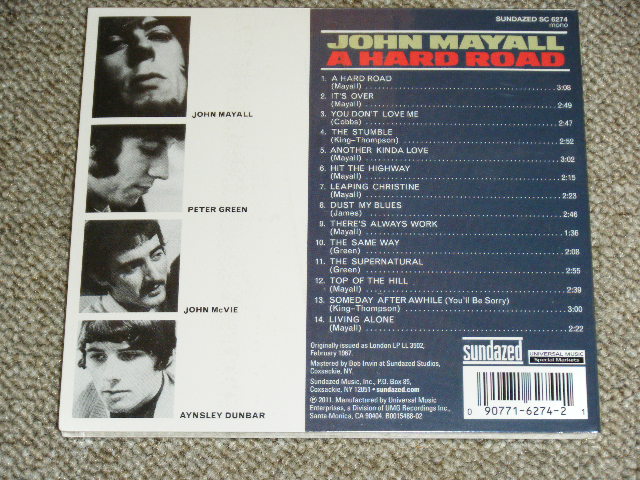 JOHN MAYALL
PETER GREEN
JOHN McVIE
AYNSLEY DUNBAR
SUNDAZED SC 6274
mono
JOHN MAYALL
A HARD ROAD
1. A HARD ROAD
(Mayall) 3:08
2. IT'S OVER
(Mayall) 2:49
3. YOU DON'T LOVE ME
(Cobbs) 2:47
4. THE STUMBLE
(King–Thompson) 2:52
5. ANOTHER KINDA LOVE
(Mayall) 3:02
6. HIT THE HIGHWAY
(Mayall) 2:15
7. LEAPING CHRISTINE
(Mayall) 2:23
8. DUST MY BLUES
(James) 2:46
9. THERE'S ALWAYS WORK
(Mayall) 1:36
10. THE SAME WAY
(Green) 2:08
11. THE SUPERNATURAL
(Green) 2:55
12. TOP OF THE HILL
(Mayall) 2:39
13. SOMEDAY AFTER AWHILE (You'll Be Sorry)
(King–Thompson) 3:00
14. LIVING ALONE
(Mayall) 2:22
Originally issued as London LP LL 3502,
February 1967.
Mastered by Bob Irwin at Sundazed Studios,
Coxsackie, NY.
Sundazed Music, Inc., P.O. Box 85,
Coxsackie, NY 12051 • sundazed.com
℗ 2011. Manufactured by Universal Music
Enterprises, a Division of UMG Recordings Inc.,
Santa Monica, CA 90404. B0015488-02
sundazed
UNIVERSAL MUSIC
Special Markets
0 90771-6274-2 1